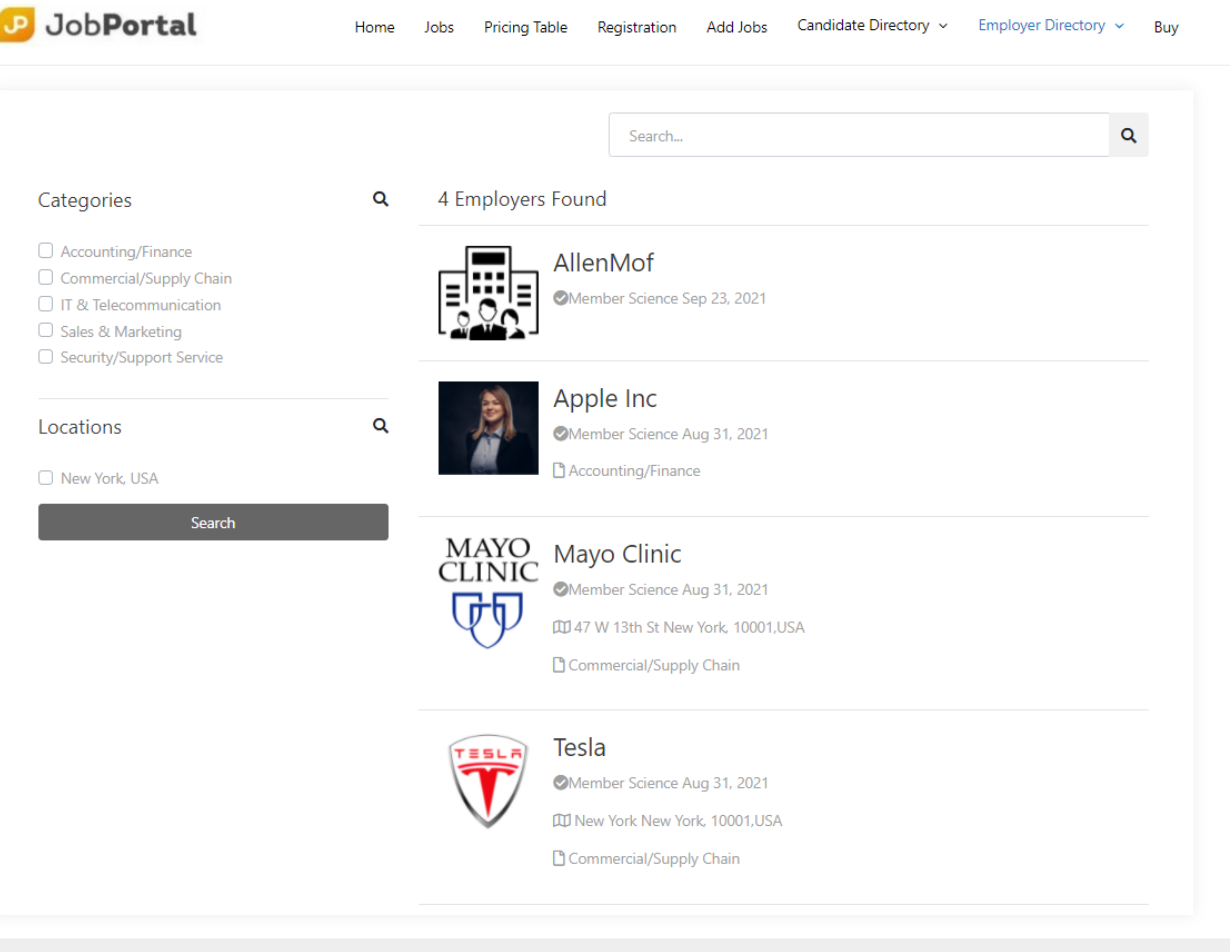 JP JobPortal
Home Jobs Pricing Table Registration Add Jobs Candidate Directory Employer Directory Buy
Search...
Categories
Accounting/Finance
Commercial/Supply Chain
IT & Telecommunication
Sales & Marketing
Security/Support Service
Locations
New York, USA
Search
4 Employers Found
AllenMof
Member Science Sep 23, 2021
Apple Inc
Member Science Aug 31, 2021
Accounting/Finance
MAYO
CLINIC
Mayo Clinic
Member Science Aug 31, 2021
47 W 13th St New York, 10001,USA
Commercial/Supply Chain
TESLA
Tesla
Member Science Aug 31, 2021
New York New York, 10001,USA
Commercial/Supply Chain